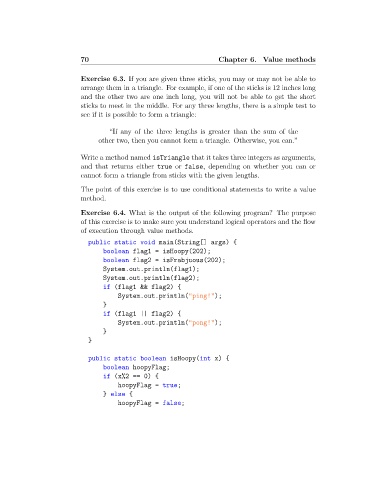 70 Chapter 6. Value methods
Exercise 6.3. If you are given three sticks, you may or may not be able to
arrange them in a triangle. For example, if one of the sticks is 12 inches long
and the other two are one inch long, you will not be able to get the short
sticks to meet in the middle. For any three lengths, there is a simple test to
see if it is possible to form a triangle:
"If any of the three lengths is greater than the sum of the
other two, then you cannot form a triangle. Otherwise, you can."
Write a method named isTriangle that it takes three integers as arguments,
and that returns either true or false, depending on whether you can or
cannot form a triangle from sticks with the given lengths.
The point of this exercise is to use conditional statements to write a value
method.
Exercise 6.4. What is the output of the following program? The purpose
of this exercise is to make sure you understand logical operators and the flow
of execution through value methods.
public static void main(String[] args) {
boolean flag1 = isHoopy(202);
boolean flag2 = isFrabjuous(202);
System.out.println(flag1);
System.out.println(flag2);
if (flag1 && flag2) {
System.out.println("ping!");
}
if (flag1 || flag2) {
System.out.println("pong!");
}
}
public static boolean isHoopy(int x) {
boolean hoopyFlag;
if (x%2 == 0) {
hoopyFlag = true;
} else {
hoopyFlag = false;